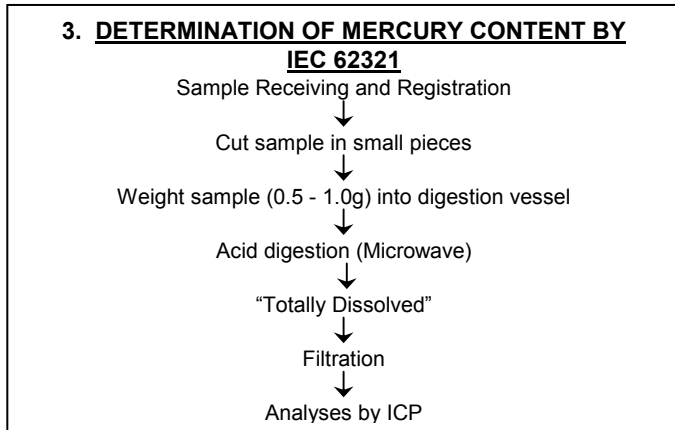 3. DETERMINATION OF MERCURY CONTENT BY
IEC 62321
Sample Receiving and Registration
Cut sample in small pieces
Weight sample (0.5 - 1.0g) into digestion vessel
Acid digestion (Microwave)
“Totally Dissolved”
Filtration
Analyses by ICP